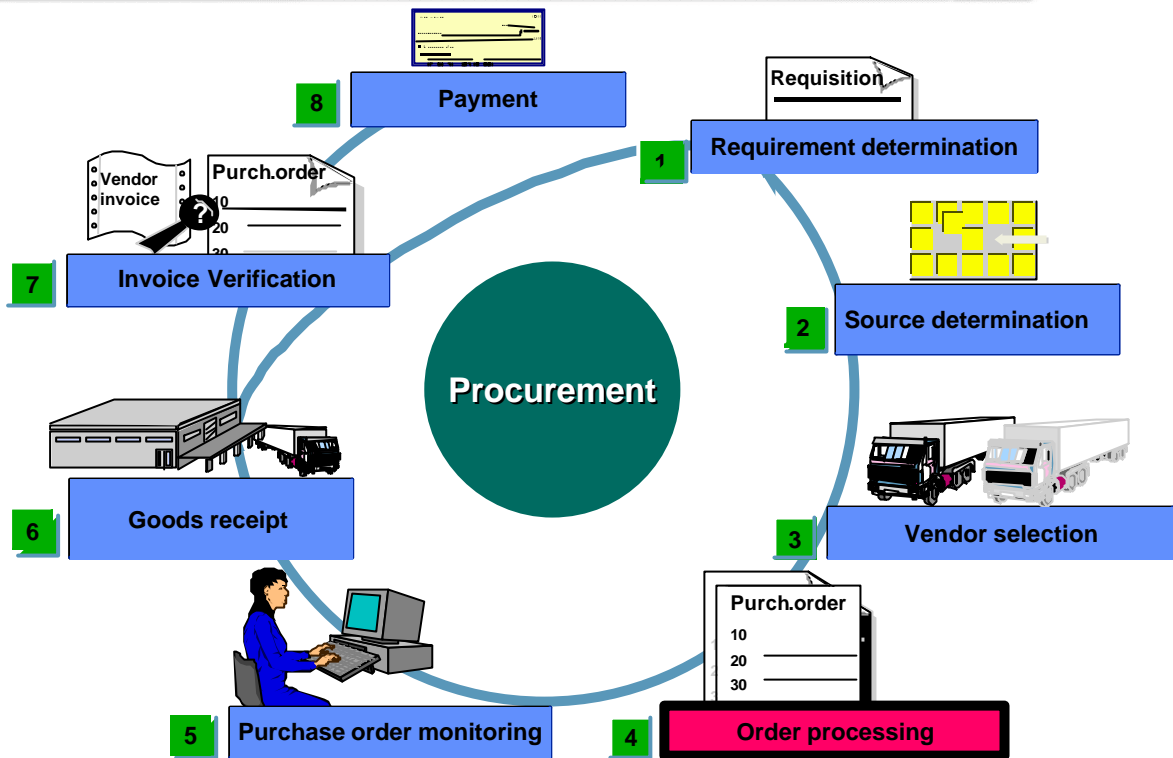 8
Payment
Requisition
1
Requirement determination
Vendor
invoice
?
Purch.order
10
20
30
7
Invoice Verification
2
Source determination
Procurement
6
Goods receipt
3
Vendor selection
Purch.order
10
20
30
5
Purchase order monitoring
4
Order processing